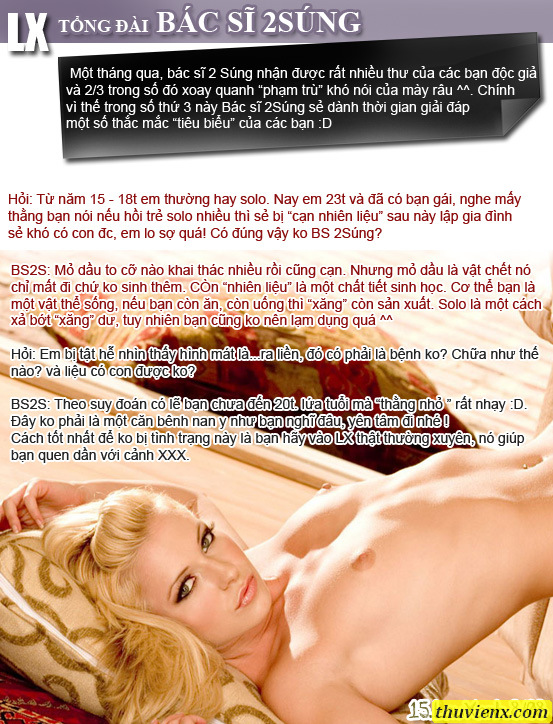 LX TỔNG ĐÀI BÁC SĨ 2SÚNG
Một tháng qua, bác sĩ 2 Súng nhận được rất nhiều thư của các bạn độc giả
và 2/3 trong số đó xoay quanh “phạm trù” khó nói của mày râu ^^. Chính
vì thế trong số thứ 3 này Bác sĩ 2Súng sẽ dành thời gian giải đáp
một số thắc mắc “tiêu biểu” của các bạn :D
Hỏi: Từ năm 15 - 18t em thường hay solo. Nay em 23t và đã có bạn gái, nghe mấy
thằng bạn nói nếu hồi trẻ solo nhiều thì sẻ bị “cạn nhiên liệu” sau này lập gia đình
sẻ khó có con đc, em lo sợ quá! Có đúng vậy ko BS 2Súng?
BS2S: Mỏ dầu to cỡ nào khai thác nhiều rồi cũng cạn. Nhưng mỏ dầu là vật chết nó
chỉ mất đi chứ ko sinh thêm. CÒn “nhiên liệu” là một chất tiết sinh học. Cơ thể bạn là
một vật thể sống, nếu bạn còn ăn, còn uống thì “xăng” còn sản xuất. Solo là một cách
xả bớt “xăng” dư, tuy nhiên bạn cũng ko nên lạm dụng quá ^^
Hỏi: Em bị tật hễ nhìn thấy hình mát là...ra liền, đó có phải là bệnh ko? Chữa như thế
nào? và liệu có con được ko?
BS2S: Theo suy đoán có lẽ bạn chưa đến 20t. lứa tuổi mà “thằng nhỏ ” rất nhạy :D.
Đây ko phải là một căn bênh nan y như bạn nghĩ đâu, yên tâm đi nhé !
Cách tốt nhất để ko bị tình trạng này là bạn hãy vào LX thật thường xuyên, nó giúp
bạn quen dần với cảnh XXX.
15
thuvienx.com